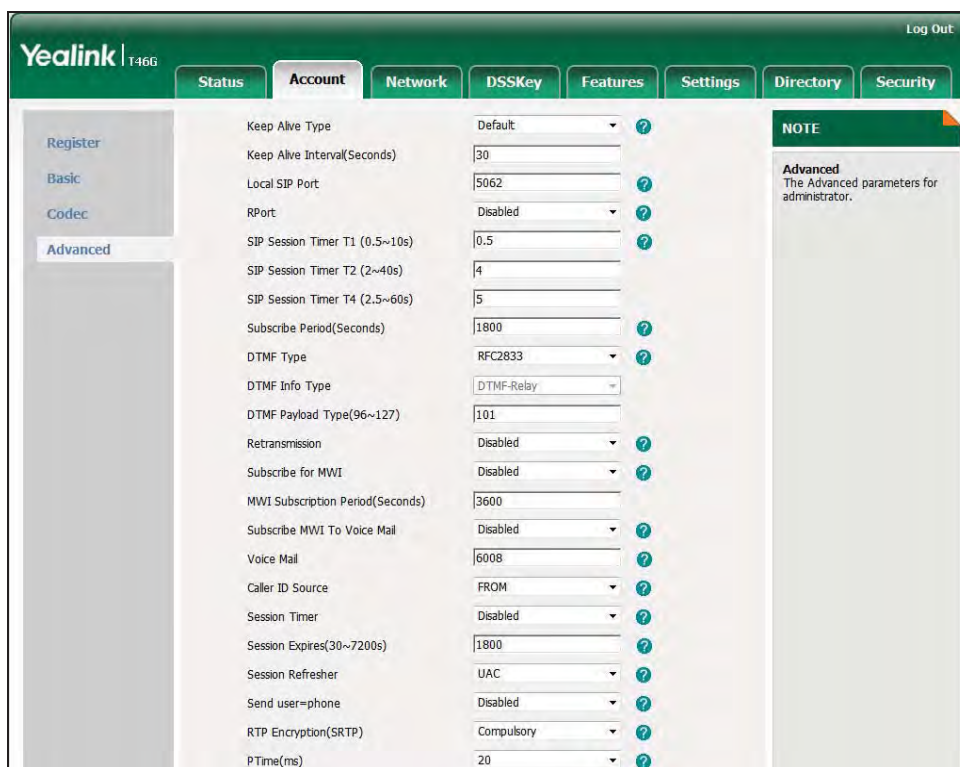 Log Out
Yealink T46G
Status Account Network DSSKey Features Settings Directory Security
Register
Basic
Codec
Advanced
Keep Alive Type Default
Keep Alive Interval(Seconds) 30
Local SIP Port 5062
RPort Disabled
SIP Session Timer T1 (0.5~10s) 0.5
SIP Session Timer T2 (2~40s) 4
SIP Session Timer T4 (2.5~60s) 5
Subscribe Period(Seconds) 1800
DTMF Type RFC2833
DTMF Info Type DTMF-Relay
DTMF Payload Type(96~127) 101
Retransmission Disabled
Subscribe for MWI Disabled
MWI Subscription Period(Seconds) 3600
Subscribe MWI To Voice Mail Disabled
Voice Mail 6008
Caller ID Source FROM
Session Timer Disabled
Session Expires(30~7200s) 1800
Session Refresher UAC
Send user=phone Disabled
RTP Encryption(SRTP) Compulsory
PTime(ms) 20
NOTE
Advanced
The Advanced parameters for
administrator.